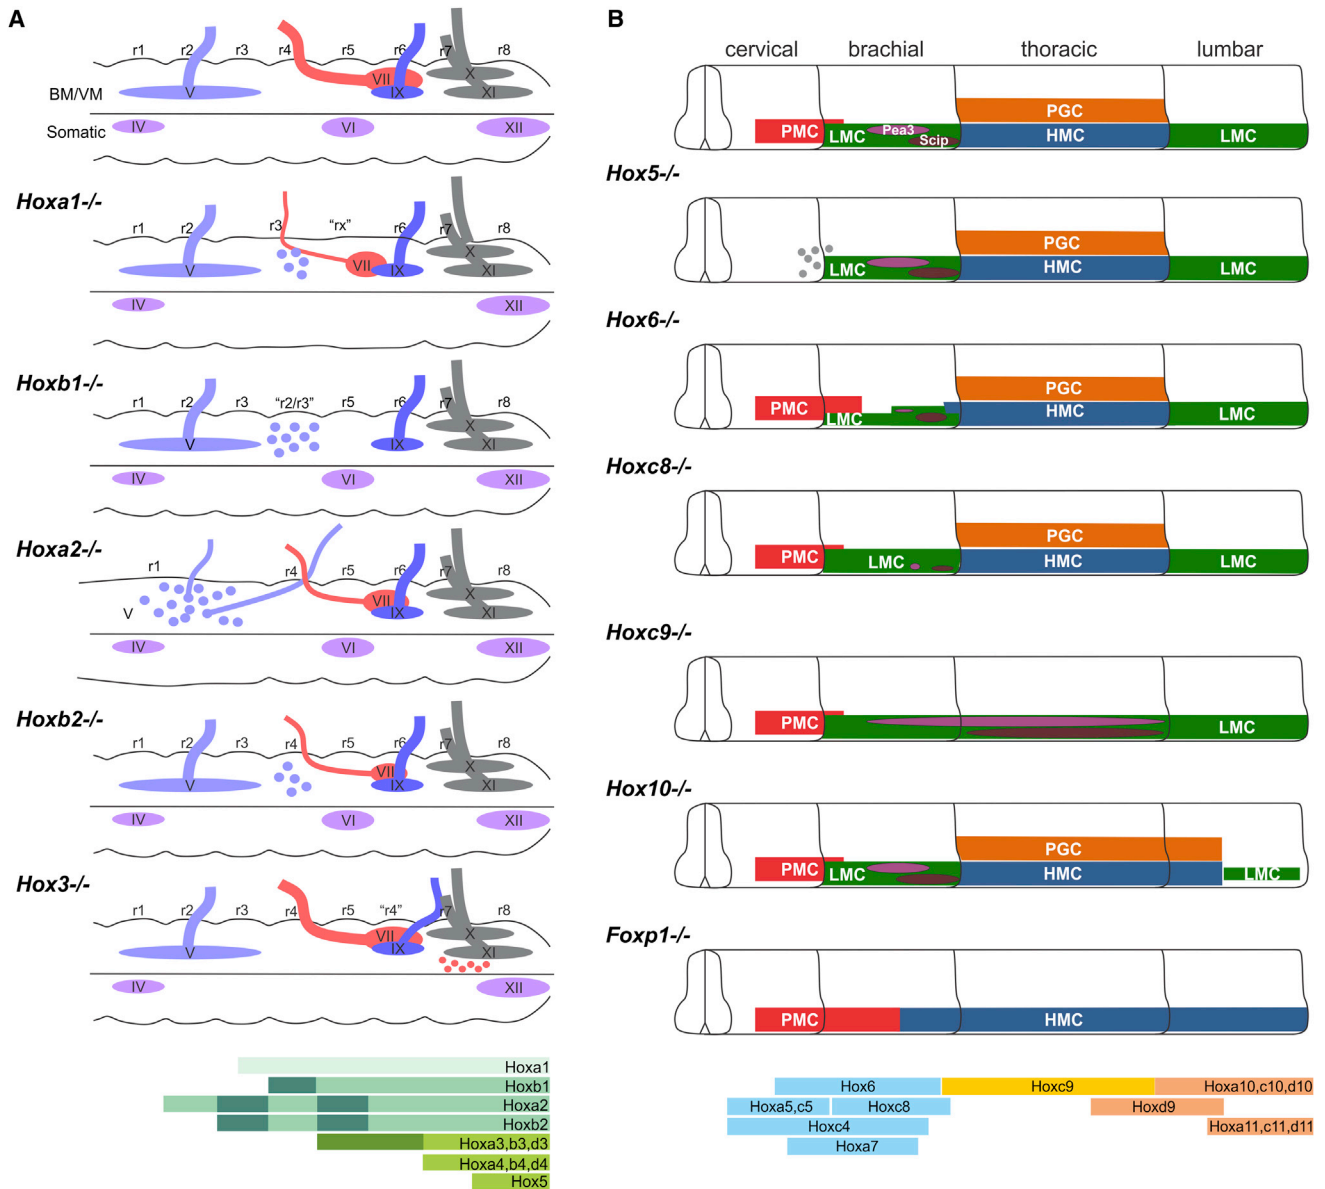 A
r1 r2 r3 r4 r5 r6 r7 r8
VII
X
BM/VM
V
IX
XI
Somatic
IV
VI
XII
Hoxa1-/-
r1 r2 r3 "rx" r6 r7 r8
X
V
VII
IX
XI
IV
XII
Hoxb1-/-
r1 r2 r3 "r2/r3" r5 r6 r7 r8
X
V
IX
XI
IV
VI
XII
Hoxa2-/-
r1 r4 r5 r6 r7 r8
X
VII
V
IX
XI
IV
VI
XII
Hoxb2-/-
r1 r2 r3 r4 r5 r6 r7 r8
X
VII
V
IX
XI
IV
VI
XII
Hox3-/-
r1 r2 r3 r4 r5 "r4" r7 r8
VII
X
V
IX
XI
IV
XII
Hoxa1
Hoxb1
Hoxa2
Hoxb2
Hoxa3,b3,d3
Hoxa4,b4,d4
Hox5
B
cervical brachial thoracic lumbar
PGC
PMC LMC Pea3 Scip HMC LMC
Hox5-/-
PGC
LMC HMC LMC
Hox6-/-
PGC
PMC LMC HMC LMC
Hoxc8-/-
PGC
PMC LMC HMC LMC
Hoxc9-/-
PMC LMC
Hox10-/-
PGC
PMC LMC HMC LMC
Foxp1-/-
PMC HMC
Hox6 Hoxc9 Hoxa10,c10,d10
Hoxa5,c5 Hoxc8 Hoxd9
Hoxc4 Hoxa11,c11,d11
Hoxa7